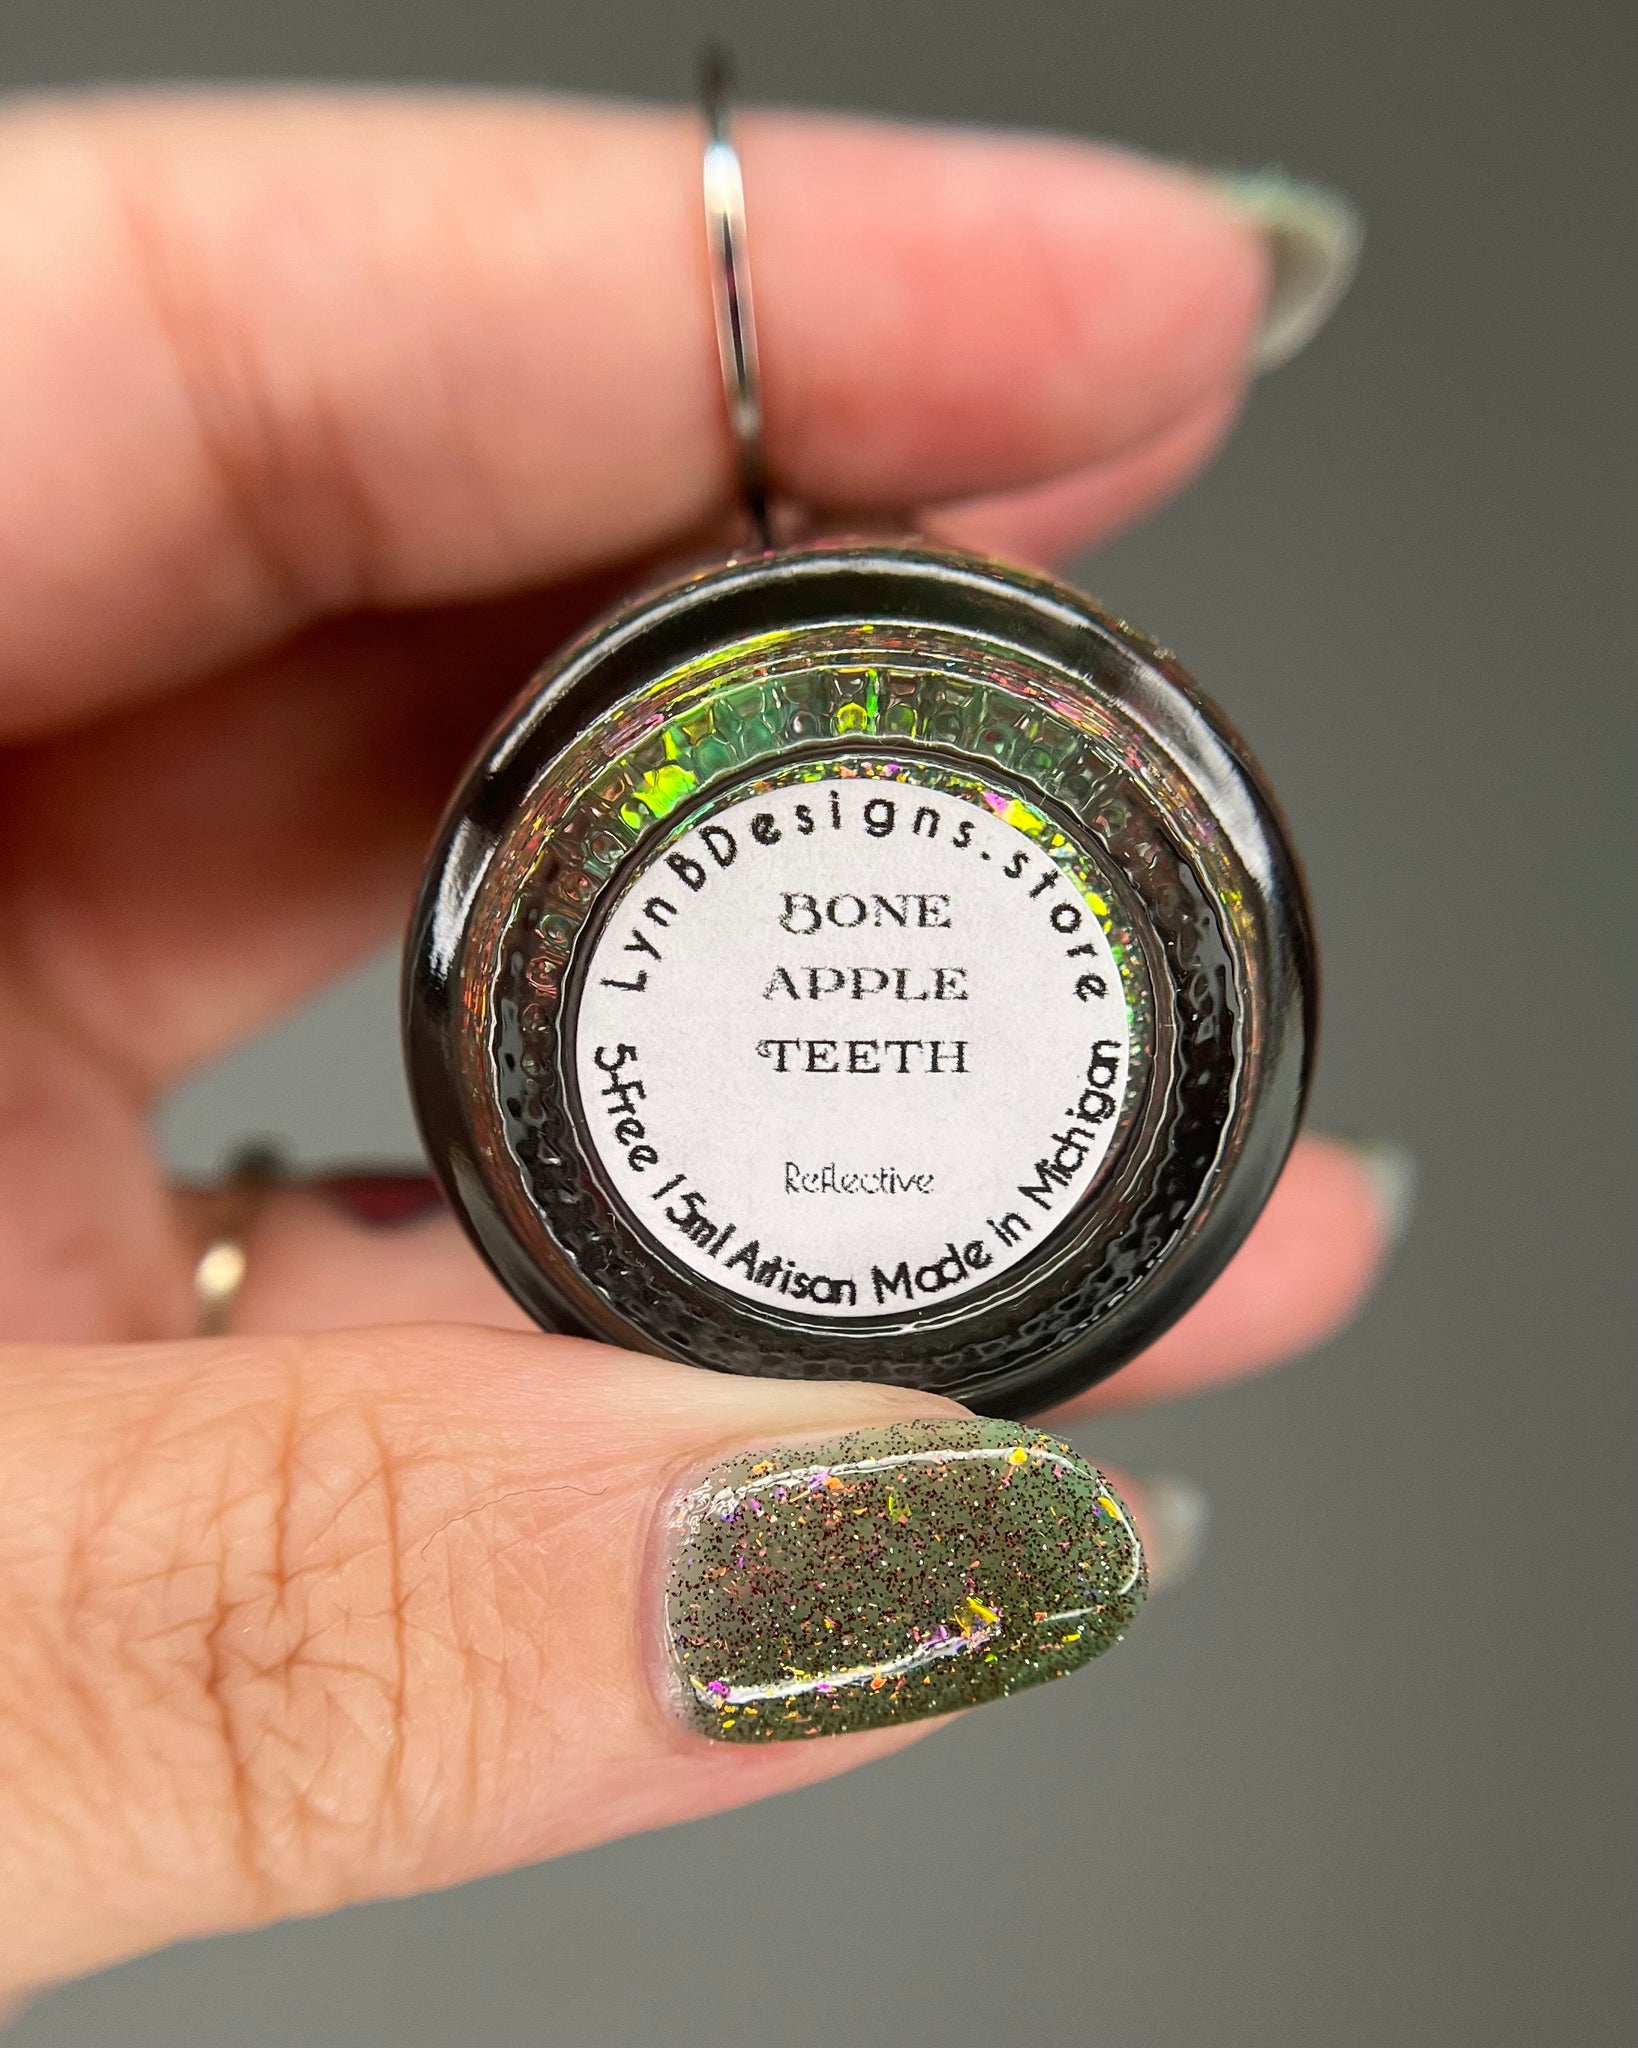 LynBDesigns.store
BONE
APPLE
TEETH
Reflective
5-Free 15ml Artisan Made in Michigan